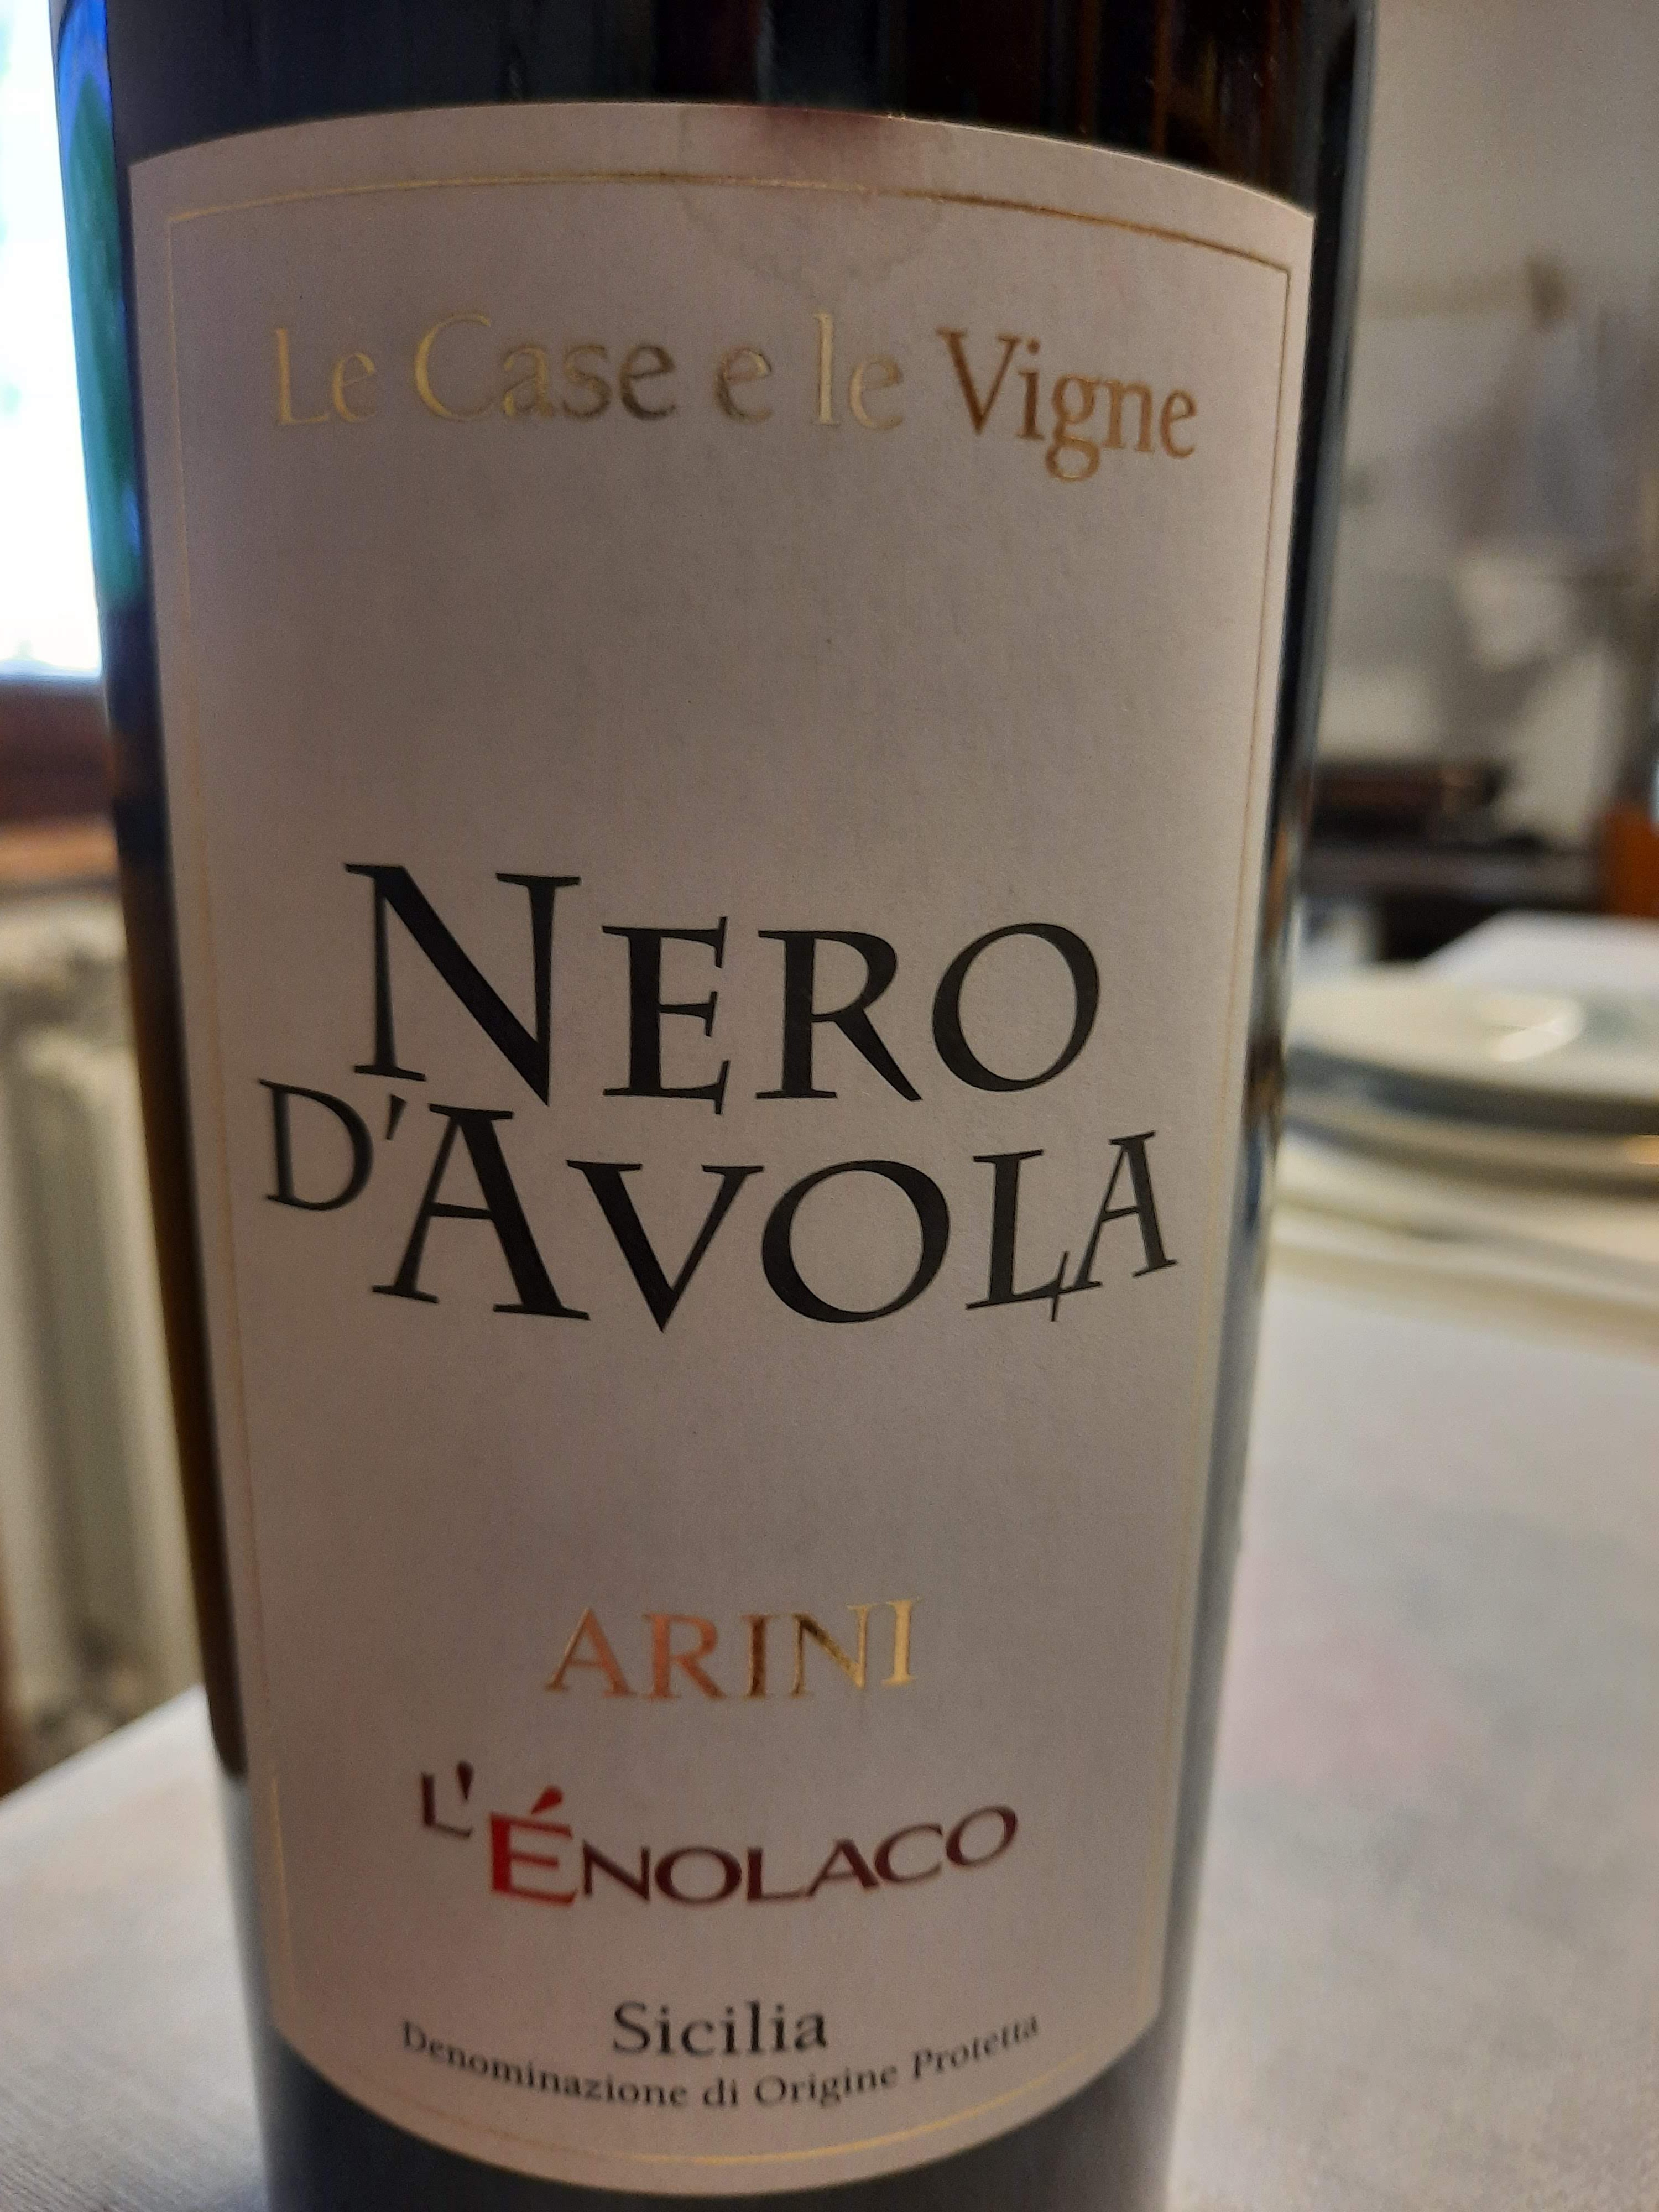 Le Case e le Vigne
NERO
D'AVOLA
ARINI
L'ÉNOLACO
Sicilia
Denominazione di Origine Protetta